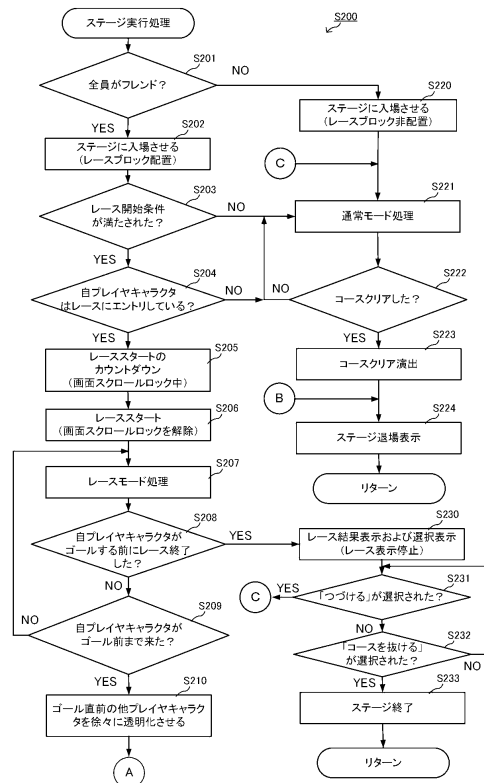 ステージ実行処理
S200
S201
全員がフレンド？
NO
YES
S202
ステージに入場させる
（レースブロック配置）
S203
レース開始条件
が満たされた？
NO
YES
S204
自プレイヤキャラクタ
はレースにエントリしている？
NO
YES
S205
レーススタートの
カウントダウン
（画面スクロールロック中）
S206
レーススタート
（画面スクロールロックを解除）
S207
レースモード処理
S208
自プレイヤキャラクタが
ゴールする前にレース終了
した？
YES
NO
S209
自プレイヤキャラクタが
ゴール前まで来た？
NO
YES
S210
ゴール直前の他プレイヤキャラク
タを徐々に透明化させる
A
S220
ステージに入場させる
（レースブロック非配置）
C
S221
通常モード処理
S222
コースクリアした？
NO
YES
S223
コースクリア演出
B
S224
ステージ退場表示
リターン
S230
レース結果表示および選択表示
（レース表示停止）
S231
「つづける」が選択された？
YES
C
NO
S232
「コースを抜ける」
が選択された？
NO
YES
S233
ステージ終了
リターン